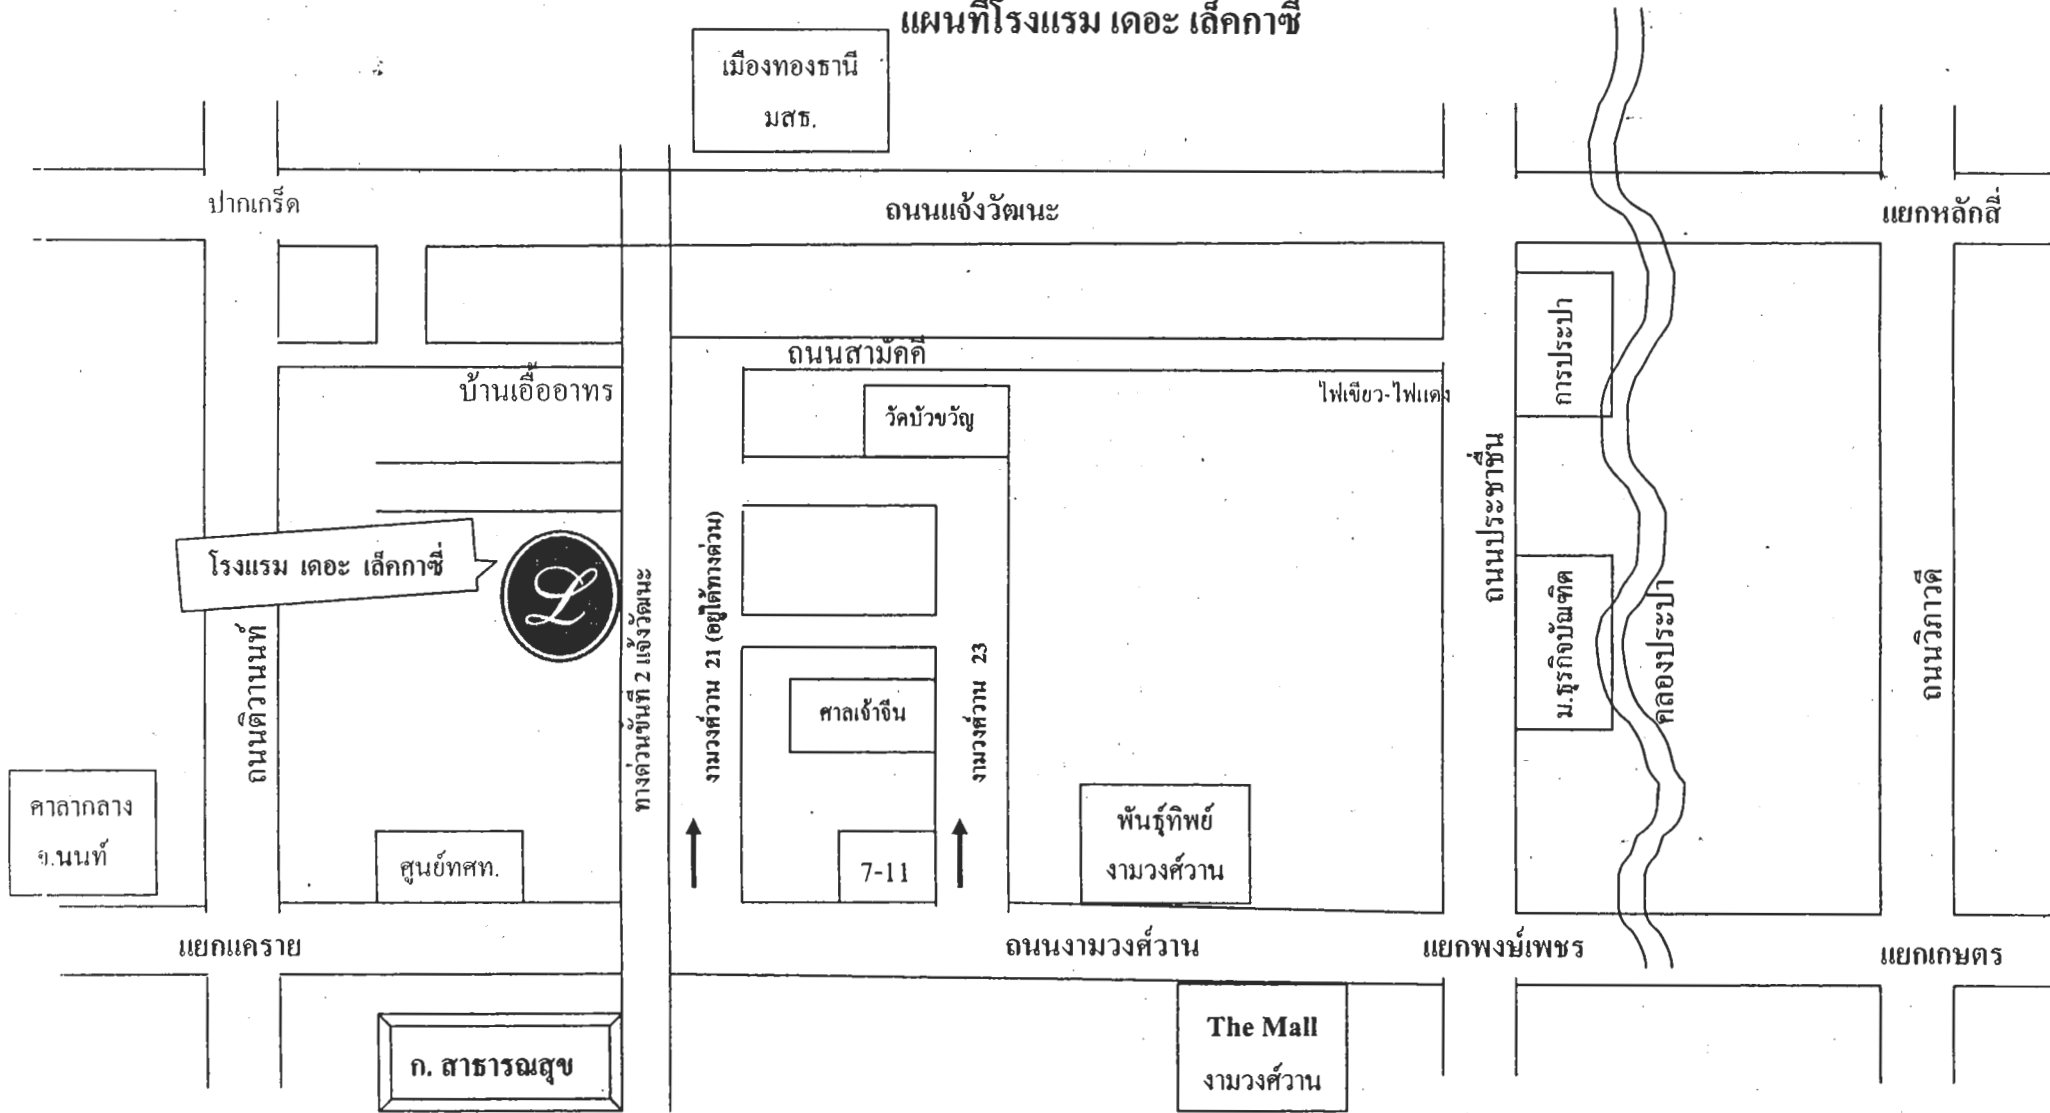 แผนที่โรงแรม เดอะ เล็คกาซี่
เมืองทองธานี
มสธ.
ปากเกร็ด
ถนนแจ้งวัฒนะ
แยกหลักสี่
ถนนสามัคคี
บ้านเอื้ออาทร
วัดบัวขวัญ
ไฟเขียว-ไฟแดง
การประปา
ถนนประชาชื่น
โรงแรม เดอะ เล็คกาซี่
L
ถนนติวานนท์
ทางด่วนขั้นที่ 2 แจ้งวัฒนะ
งามวงศ์วาน 21 (อยู่ใต้ทางด่วน)
งามวงศ์วาน 23
ม.ธุรกิจบัณฑิต
คลองประปา
ถนนวิภาวดี
ศาลเจ้าจีน
ศาลากลาง
จ.นนท์
ศูนย์ทศท.
7-11
พันธุ์ทิพย์
งามวงศ์วาน
แยกแคราย
ถนนงามวงศ์วาน
แยกพงษ์เพชร
แยกเกษตร
ก. สาธารณสุข
The Mall
งามวงศ์วาน